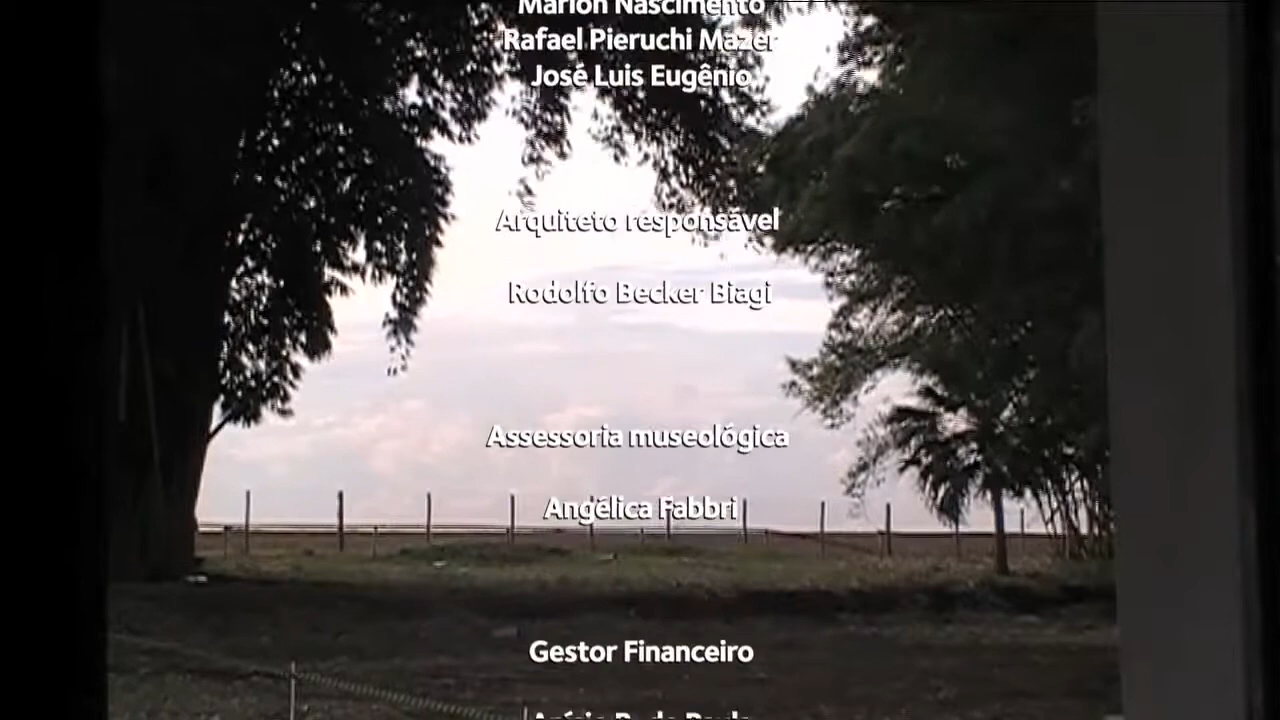 Marlon Nascimento
Rafael Pieruchi Mazer
José Luis Eugênio
Arquiteto responsável
Rodolfo Becker Biagi
Assessoria museológica
Angélica Fabbri
Gestor Financeiro